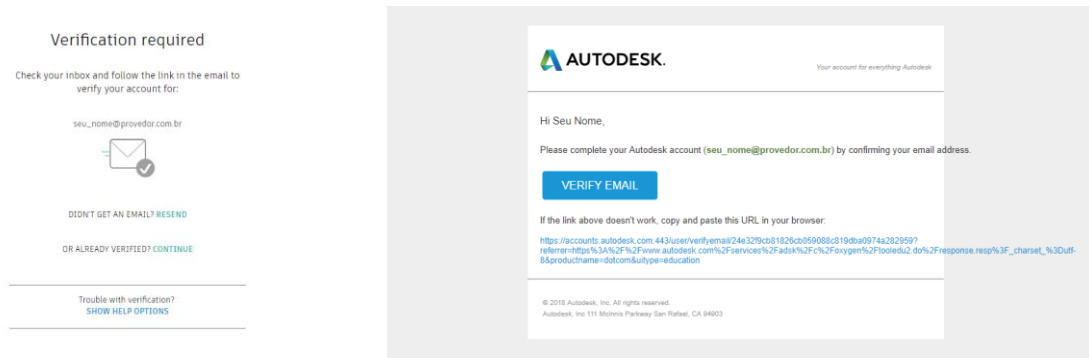 Verification required
Check your inbox and follow the link in the email to
verify your account for:
seu_nome@provedor.com.br
DIDN'T GET AN EMAIL? RESEND
OR ALREADY VERIFIED? CONTINUE
Trouble with verification?
SHOW HELP OPTIONS
AUTODESK.
Your account for everything Autodesk
Hi Seu Nome,
Please complete your Autodesk account (seu_nome@provedor.com.br) by confirming your email address.
VERIFY EMAIL
If the link above doesn't work, copy and paste this URL in your browser:
https://accounts.autodesk.com:443/user/verifyemail/24e32f9cb81826cb059088c819dba0974a282959?
referrer=https%3A%2F%2Fwww.autodesk.com%2Fservices%2Fadsk%2Fc%2Foxygen%2Ftooledu2.do%2Fresponse.resp%3F_charset_%3Dutf-
8&productname=dotcom&uitype=education
© 2018 Autodesk, Inc. All rights reserved.
Autodesk, Inc 111 McInnis Parkway San Rafael, CA 94903